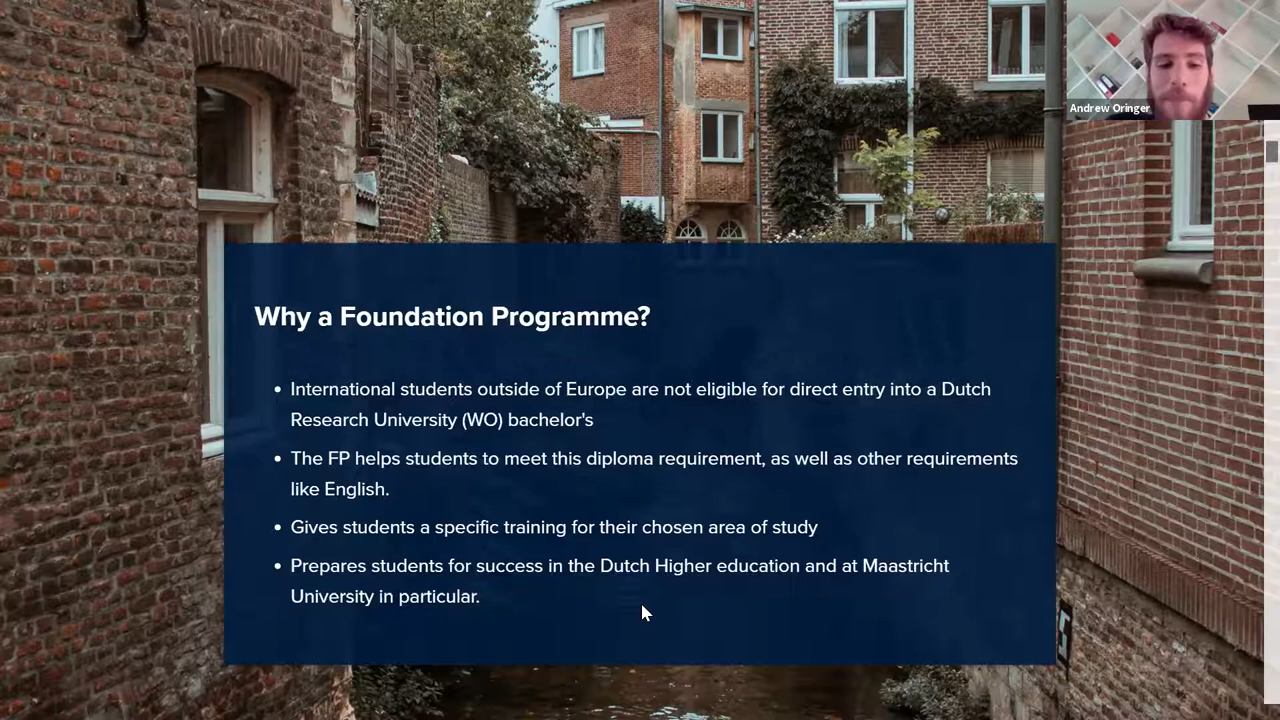 Andrew Oringer
Why a Foundation Programme?
• International students outside of Europe are not eligible for direct entry into a Dutch
Research University (WO) bachelor's
• The FP helps students to meet this diploma requirement, as well as other requirements
like English.
• Gives students a specific training for their chosen area of study
• Prepares students for success in the Dutch Higher education and at Maastricht
University in particular.